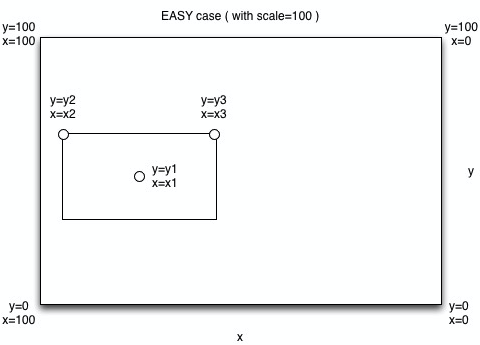 EASY case ( with scale=100 )
y=100
x=100
y=100
x=0
y=y2
x=x2
y=y3
x=x3
y=y1
x=x1
y
y=0
x=100
y=0
x=0
x